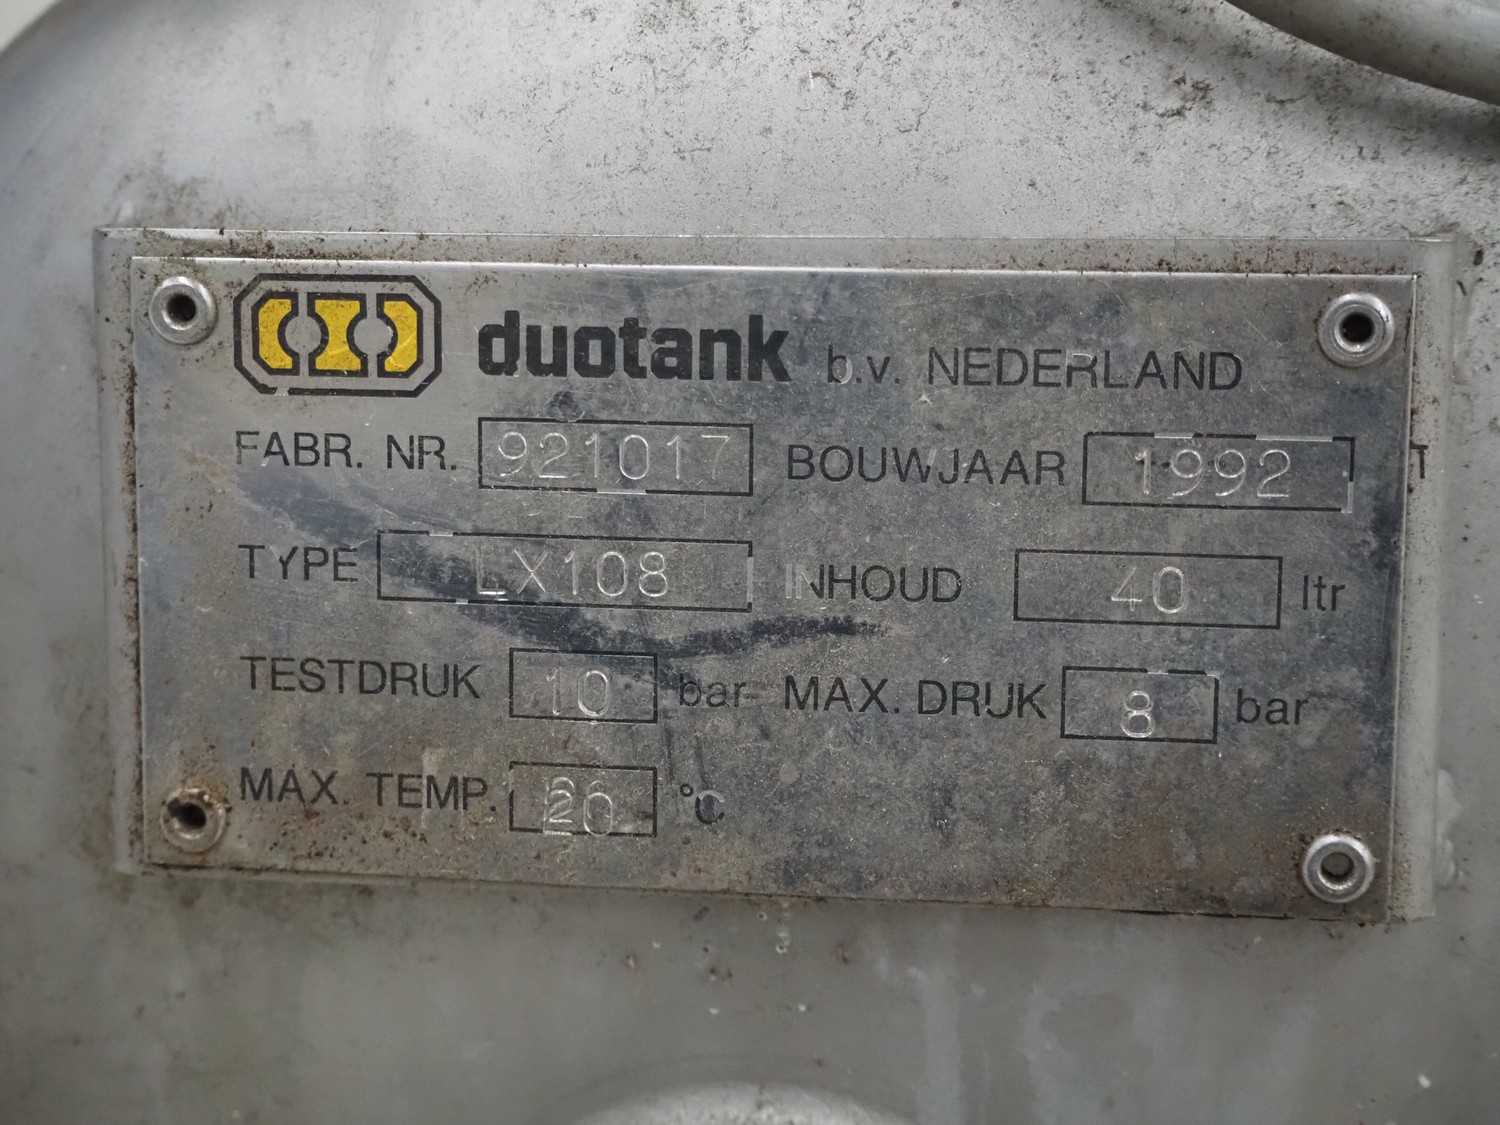 duotank b.v. NEDERLAND
FABR. NR. 921017 BOUWJAAR 1992
TYPE LX108 INHOUD 40 ltr
TESTDRUK 10 bar MAX. DRUK 8 bar
MAX. TEMP. °C